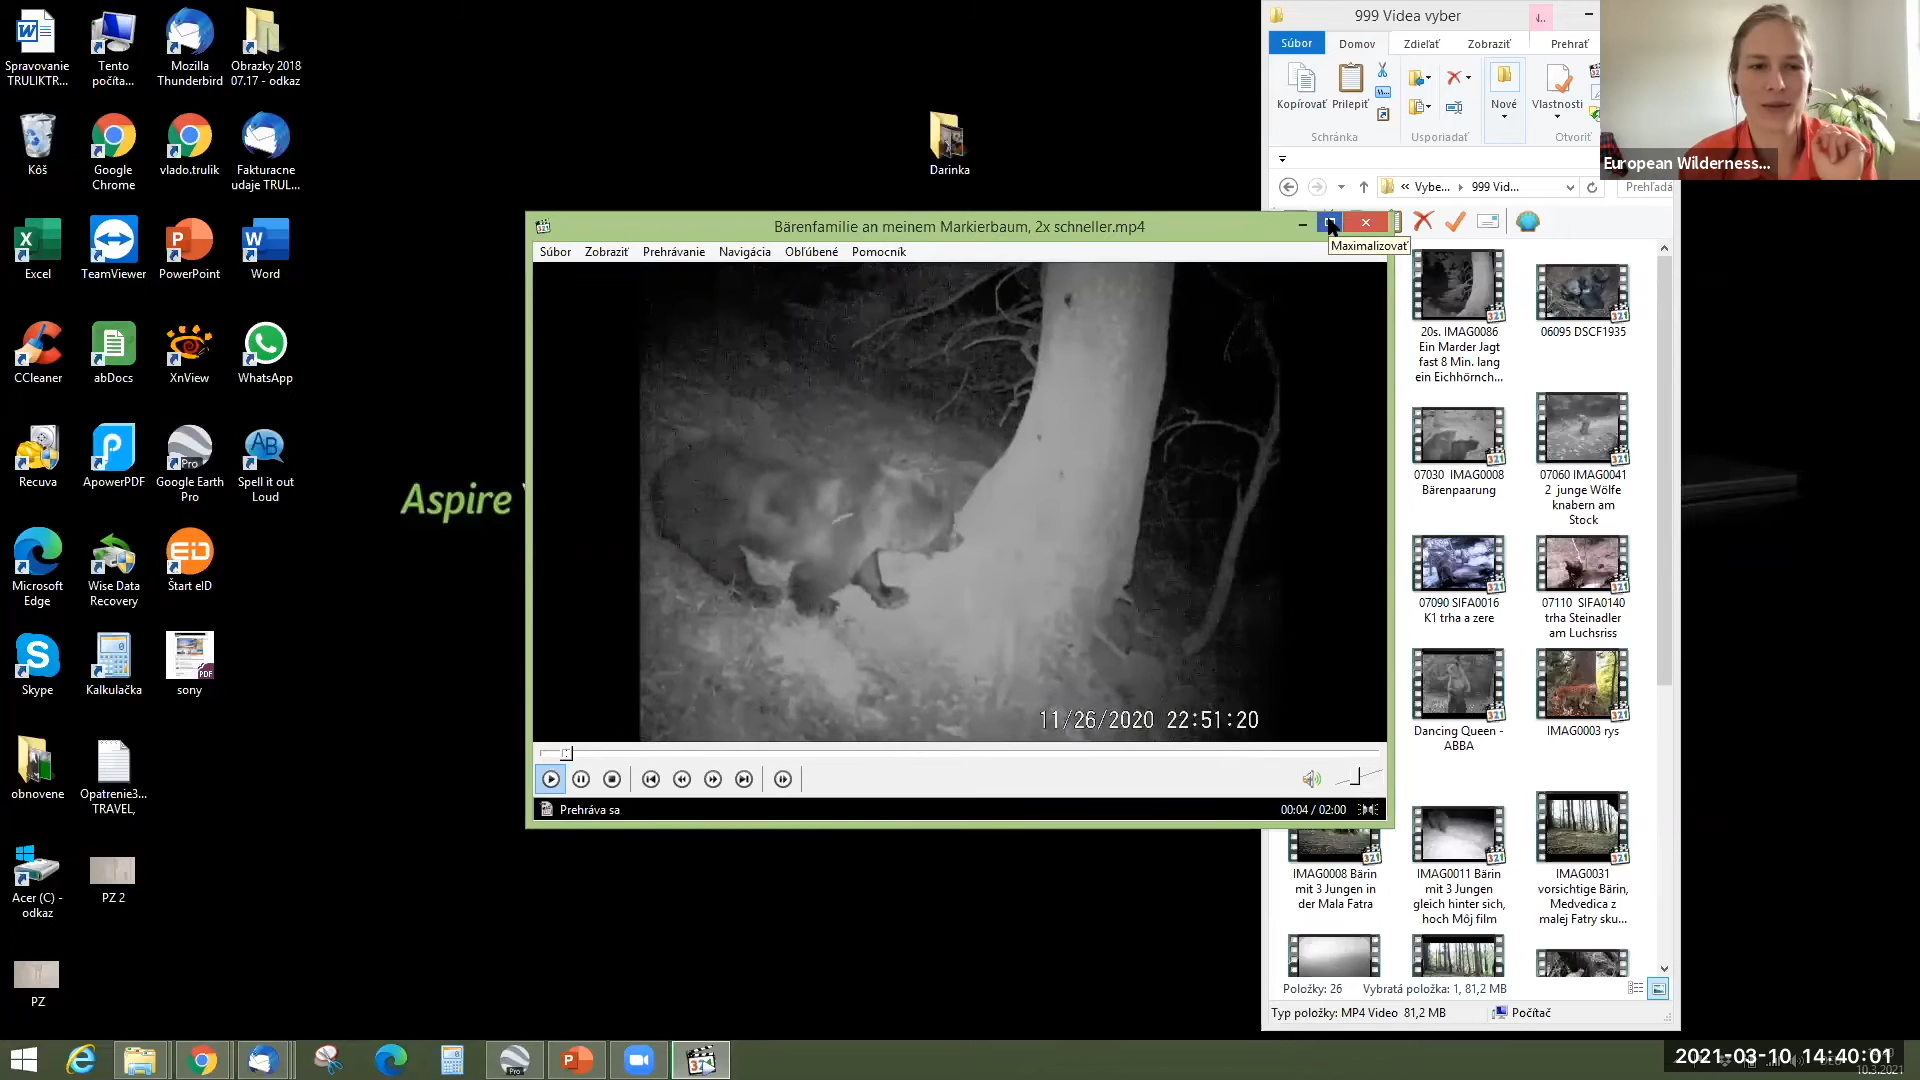 Spravovanie
TRULIKTR...
Tento
počíta...
Mozilla
Thunderbird
Obrazky 2018
07.17 - odkaz
Kôš
Google
Chrome
vlado.trulik
Fakturacne
udaje TRUL...
Darinka
Excel
TeamViewer
PowerPoint
Word
CCleaner
abDocs
XnView
WhatsApp
Recuva
ApowerPDF
Google Earth
Pro
Spell it out
Loud
Microsoft
Edge
Wise Data
Recovery
Štart eID
Skype
Kalkulačka
sony
obnovene
Opatrenie3...
TRAVEL,
Acer (C) -
odkaz
PZ 2
PZ
Aspire
Bärenfamilie an meinem Markierbaum, 2x schneller.mp4
Súbor Zobraziť Prehrávanie Navigácia Obľúbené Pomocník
Maximalizovať
11/26/2020 22:51:20
Prehráva sa
00:04 / 02:00
999 Videa vyber
Súbor Domov Zdieľať Zobraziť Prehrať
Kopírovať Prilepiť Nové Vlastnosti
Schránka Usporiadať Otvoriť
« Vybe... 999 Vid... Prehľadá
European Wilderness...
20s. IMAG0086
Ein Marder Jagt
fast 8 Min. lang
ein Eichhörnch...
06095 DSCF1935
07030 IMAG0008
Bärenpaarung
07060 IMAG0041
2 junge Wölfe
knabern am
Stock
07090 SIFA0016
K1 trha a zere
07110 SIFA0140
trha Steinadler
am Luchsriss
Dancing Queen -
ABBA
IMAG0003 rys
IMAG0008 Bärin
mit 3 Jungen in
der Mala Fatra
IMAG0011 Bärin
mit 3 Jungen
gleich hinter sich,
hoch Môj film
IMAG0031
vorsichtige Bärin,
Medvedica z
malej Fatry sku...
Položky: 26 Vybratá položka: 1, 81,2 MB
Typ položky: MP4 Video 81,2 MB Počítač
2021-03-10 14:40:01
10.3.2021